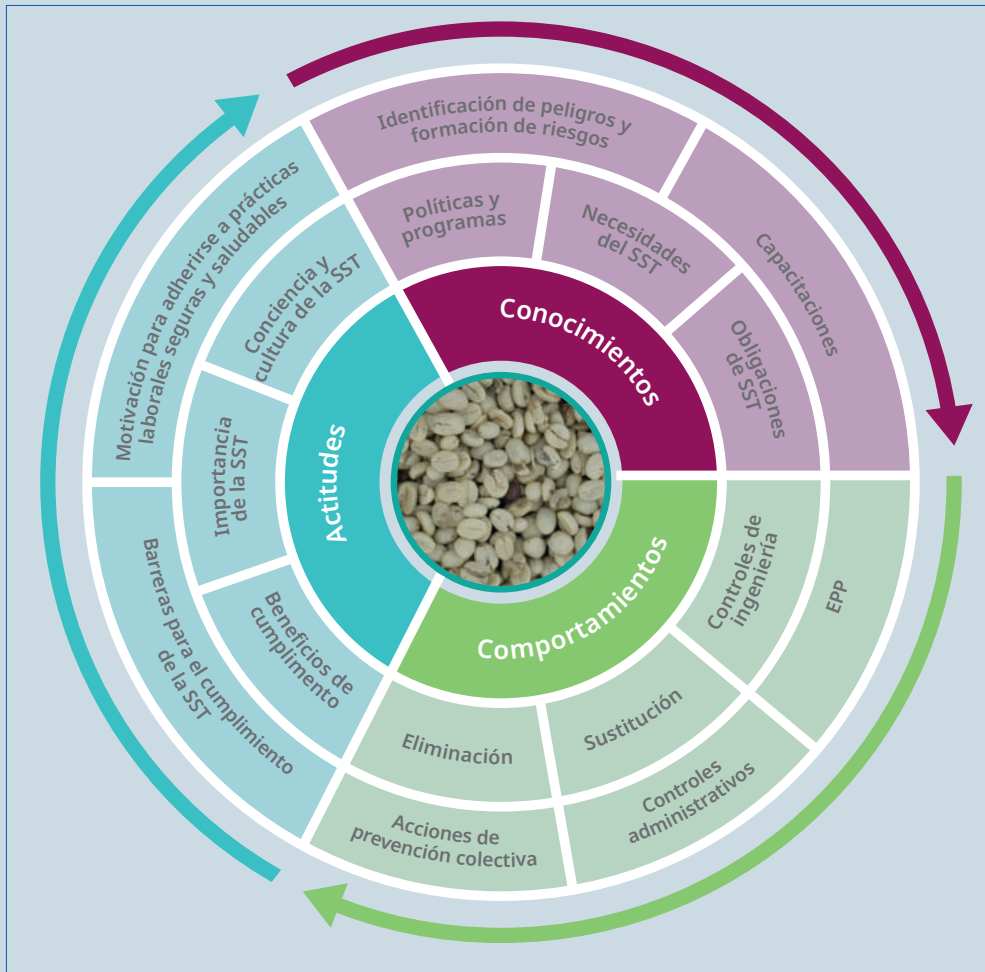 Identificación de peligros y
formación de riesgos
Capacitaciones
Políticas y
programas
Necesidades
del SST
Obligaciones
de SST
Conocimientos
Comportamientos
Controles de
ingeniería
EPP
Sustitución
Controles
administrativos
Eliminación
Acciones de
prevención colectiva
Actitudes
Beneficios de
cumplimento
Barreras para el cumplimiento
de la SST
Importancia
de la SST
Conciencia y
cultura de la SST
Motivación para adherirse a prácticas
laborales seguras y saludables